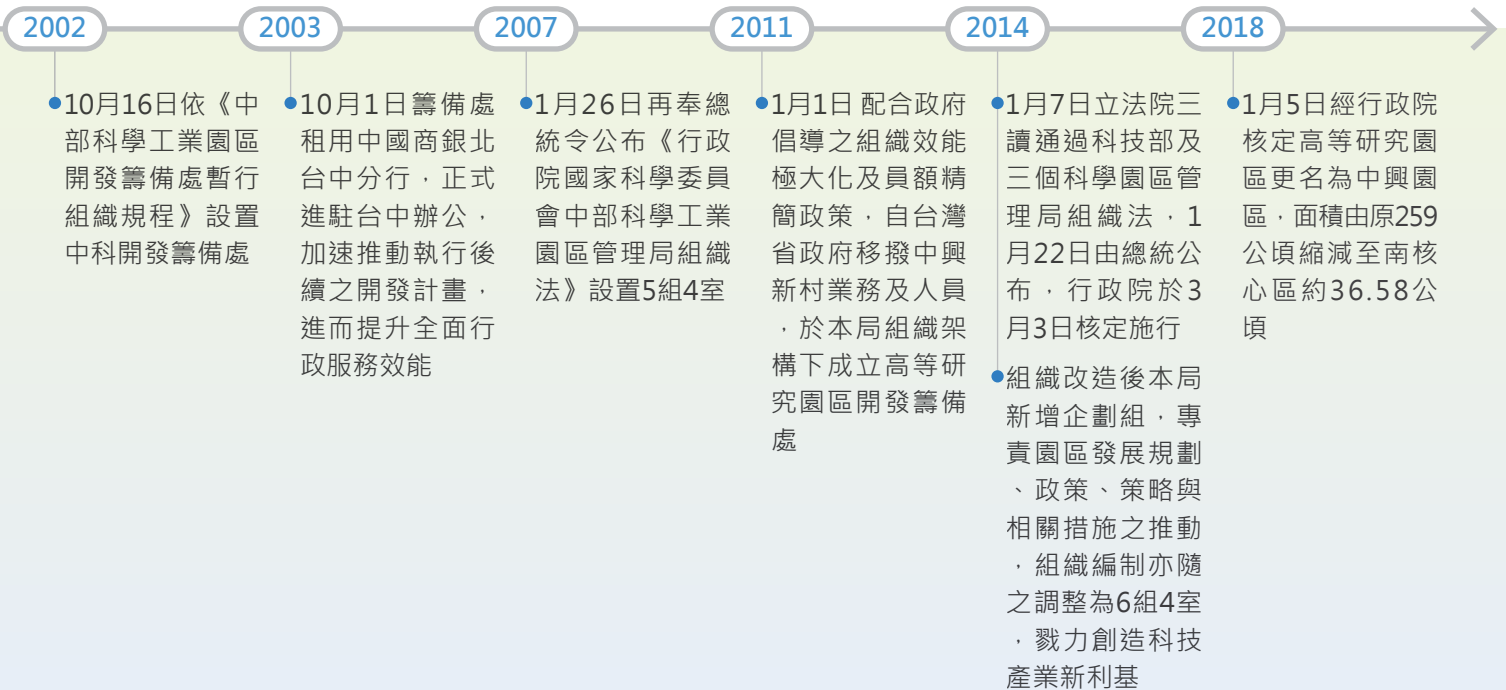 2002
10月16日依《中
部科學工業園區
開發籌備處暫行
組織規程》設置
中科開發籌備處
2003
10月1日籌備處
租用中國商銀北
台中分行，正式
進駐台中辦公，
加速推動執行後
續之開發計畫，
進而提升全面行
政服務效能
2007
1月26日再奉總
統令公布《行政
院國家科學委員
會中部科學工業
園區管理局組織
法》設置5組4室
2011
1月1日 配合政府
倡導之組織效能
極大化及員額精
簡政策，自台灣
省政府移撥中興
新村業務及人員
，於本局組織架
構下成立高等研
究園區開發籌備
處
2014
1月7日立法院三
讀通過科技部及
三個科學園區管
理局組織法，1
月22日由總統公
布，行政院於3
月3日核定施行
組織改造後本局
新增企劃組，專
責園區發展規劃
、政策、策略與
相關措施之推動
，組織編制亦隨
之調整為6組4室
，戮力創造科技
產業新利基
2018
1月5日經行政院
核定高等研究園
區更名為中興園
區，面積由原259
公頃縮減至南核
心區約36.58公
頃